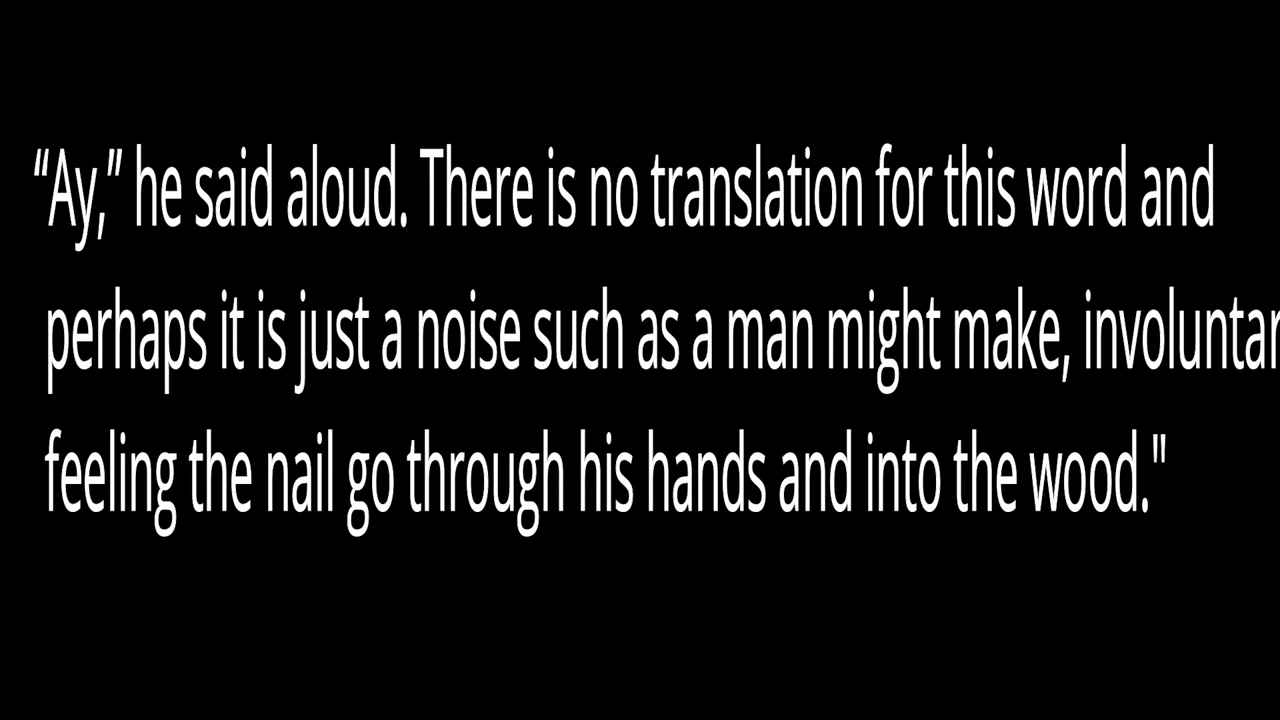 “Ay,” he said aloud. There is no translation for this word and
perhaps it is just a noise such as a man might make,
feeling the nail go through his hands and into the wood."